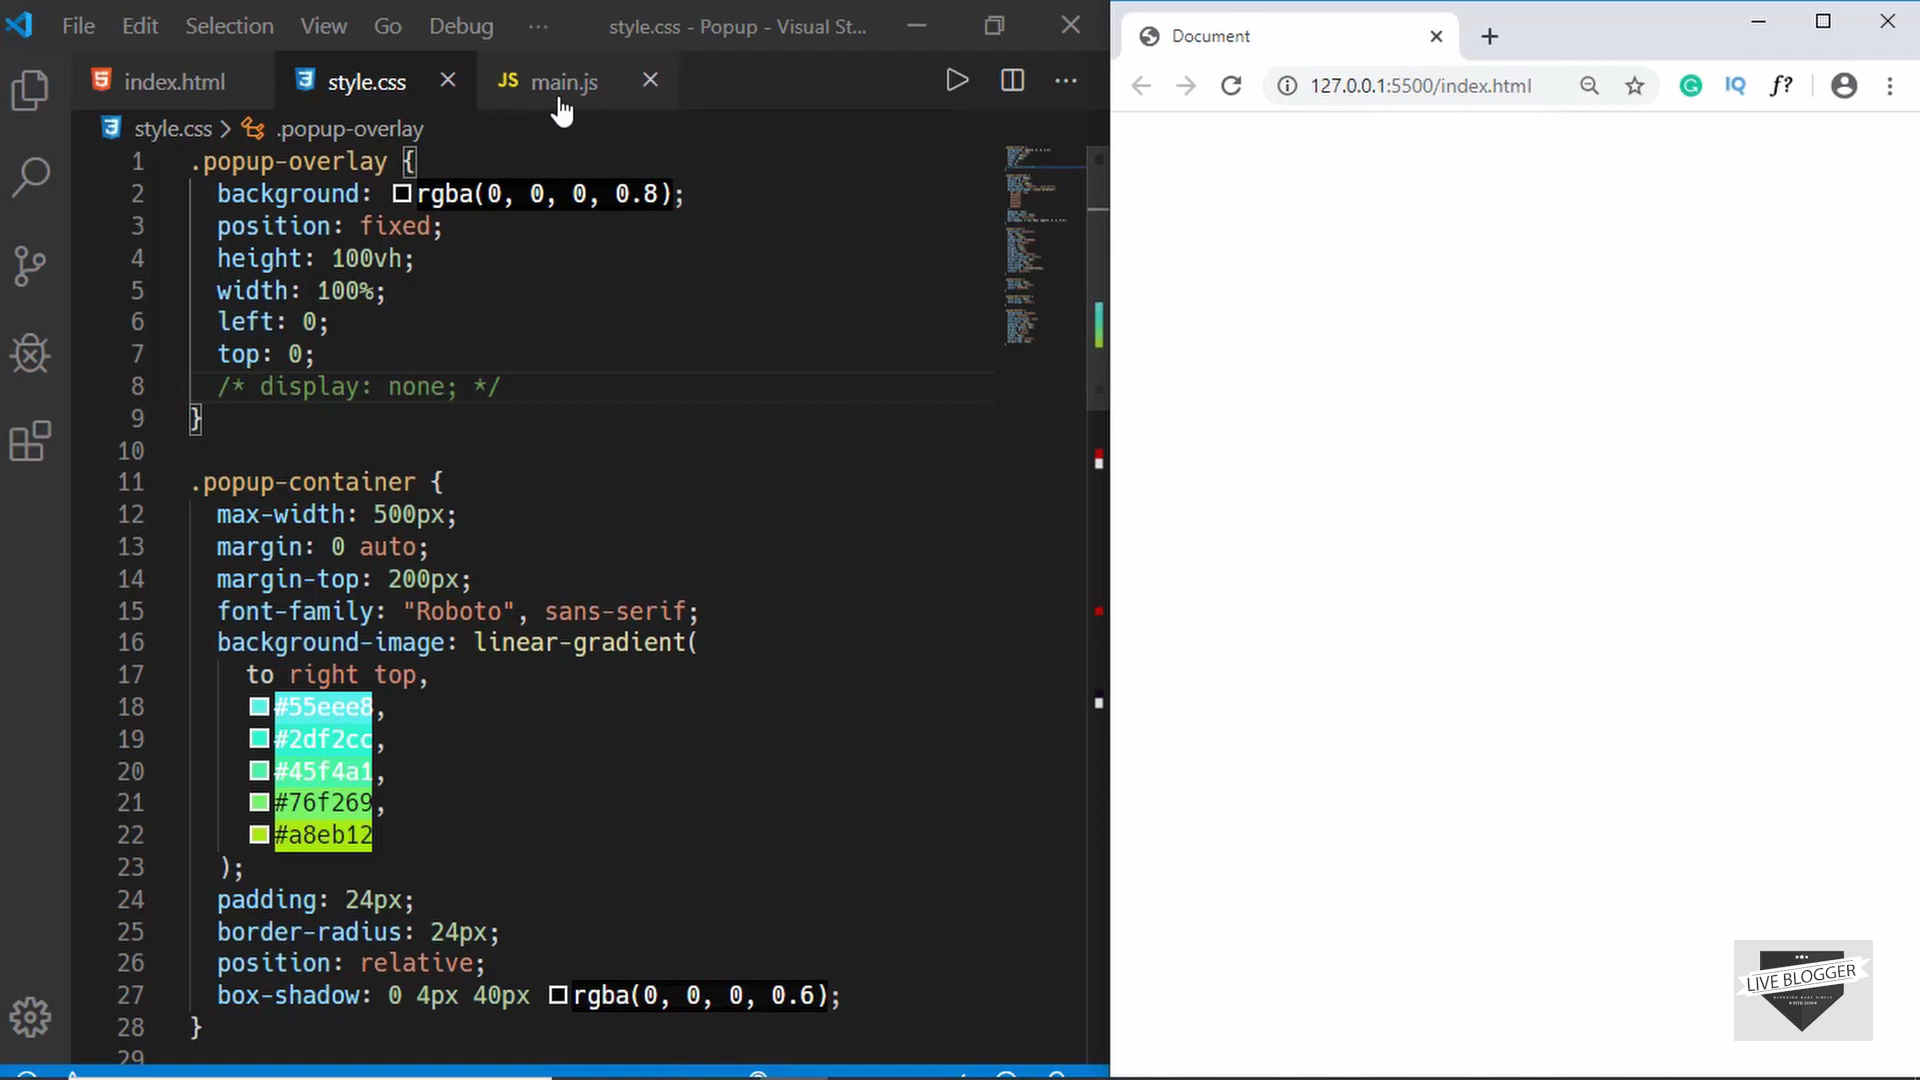 File Edit Selection View Go Debug ··· style.css - Popup - Visual St...
index.html style.css JS main.js
style.css > .popup-overlay
1 .popup-overlay {
2 background: rgba(0, 0, 0, 0.8);
3 position: fixed;
4 height: 100vh;
5 width: 100%;
6 left: 0;
7 top: 0;
8 /* display: none; */
9 }
10
11 .popup-container {
12 max-width: 500px;
13 margin: 0 auto;
14 margin-top: 200px;
15 font-family: "Roboto", sans-serif;
16 background-image: linear-gradient(
17 to right top,
18 #55eee8,
19 #2df2cc,
20 #45f4a1,
21 #76f269,
22 #a8eb12
23 );
24 padding: 24px;
25 border-radius: 24px;
26 position: relative;
27 box-shadow: 0 4px 40px rgba(0, 0, 0, 0.6);
28 }
29
Document
127.0.0.1:5500/index.html IQ f?
LIVE BLOGGER